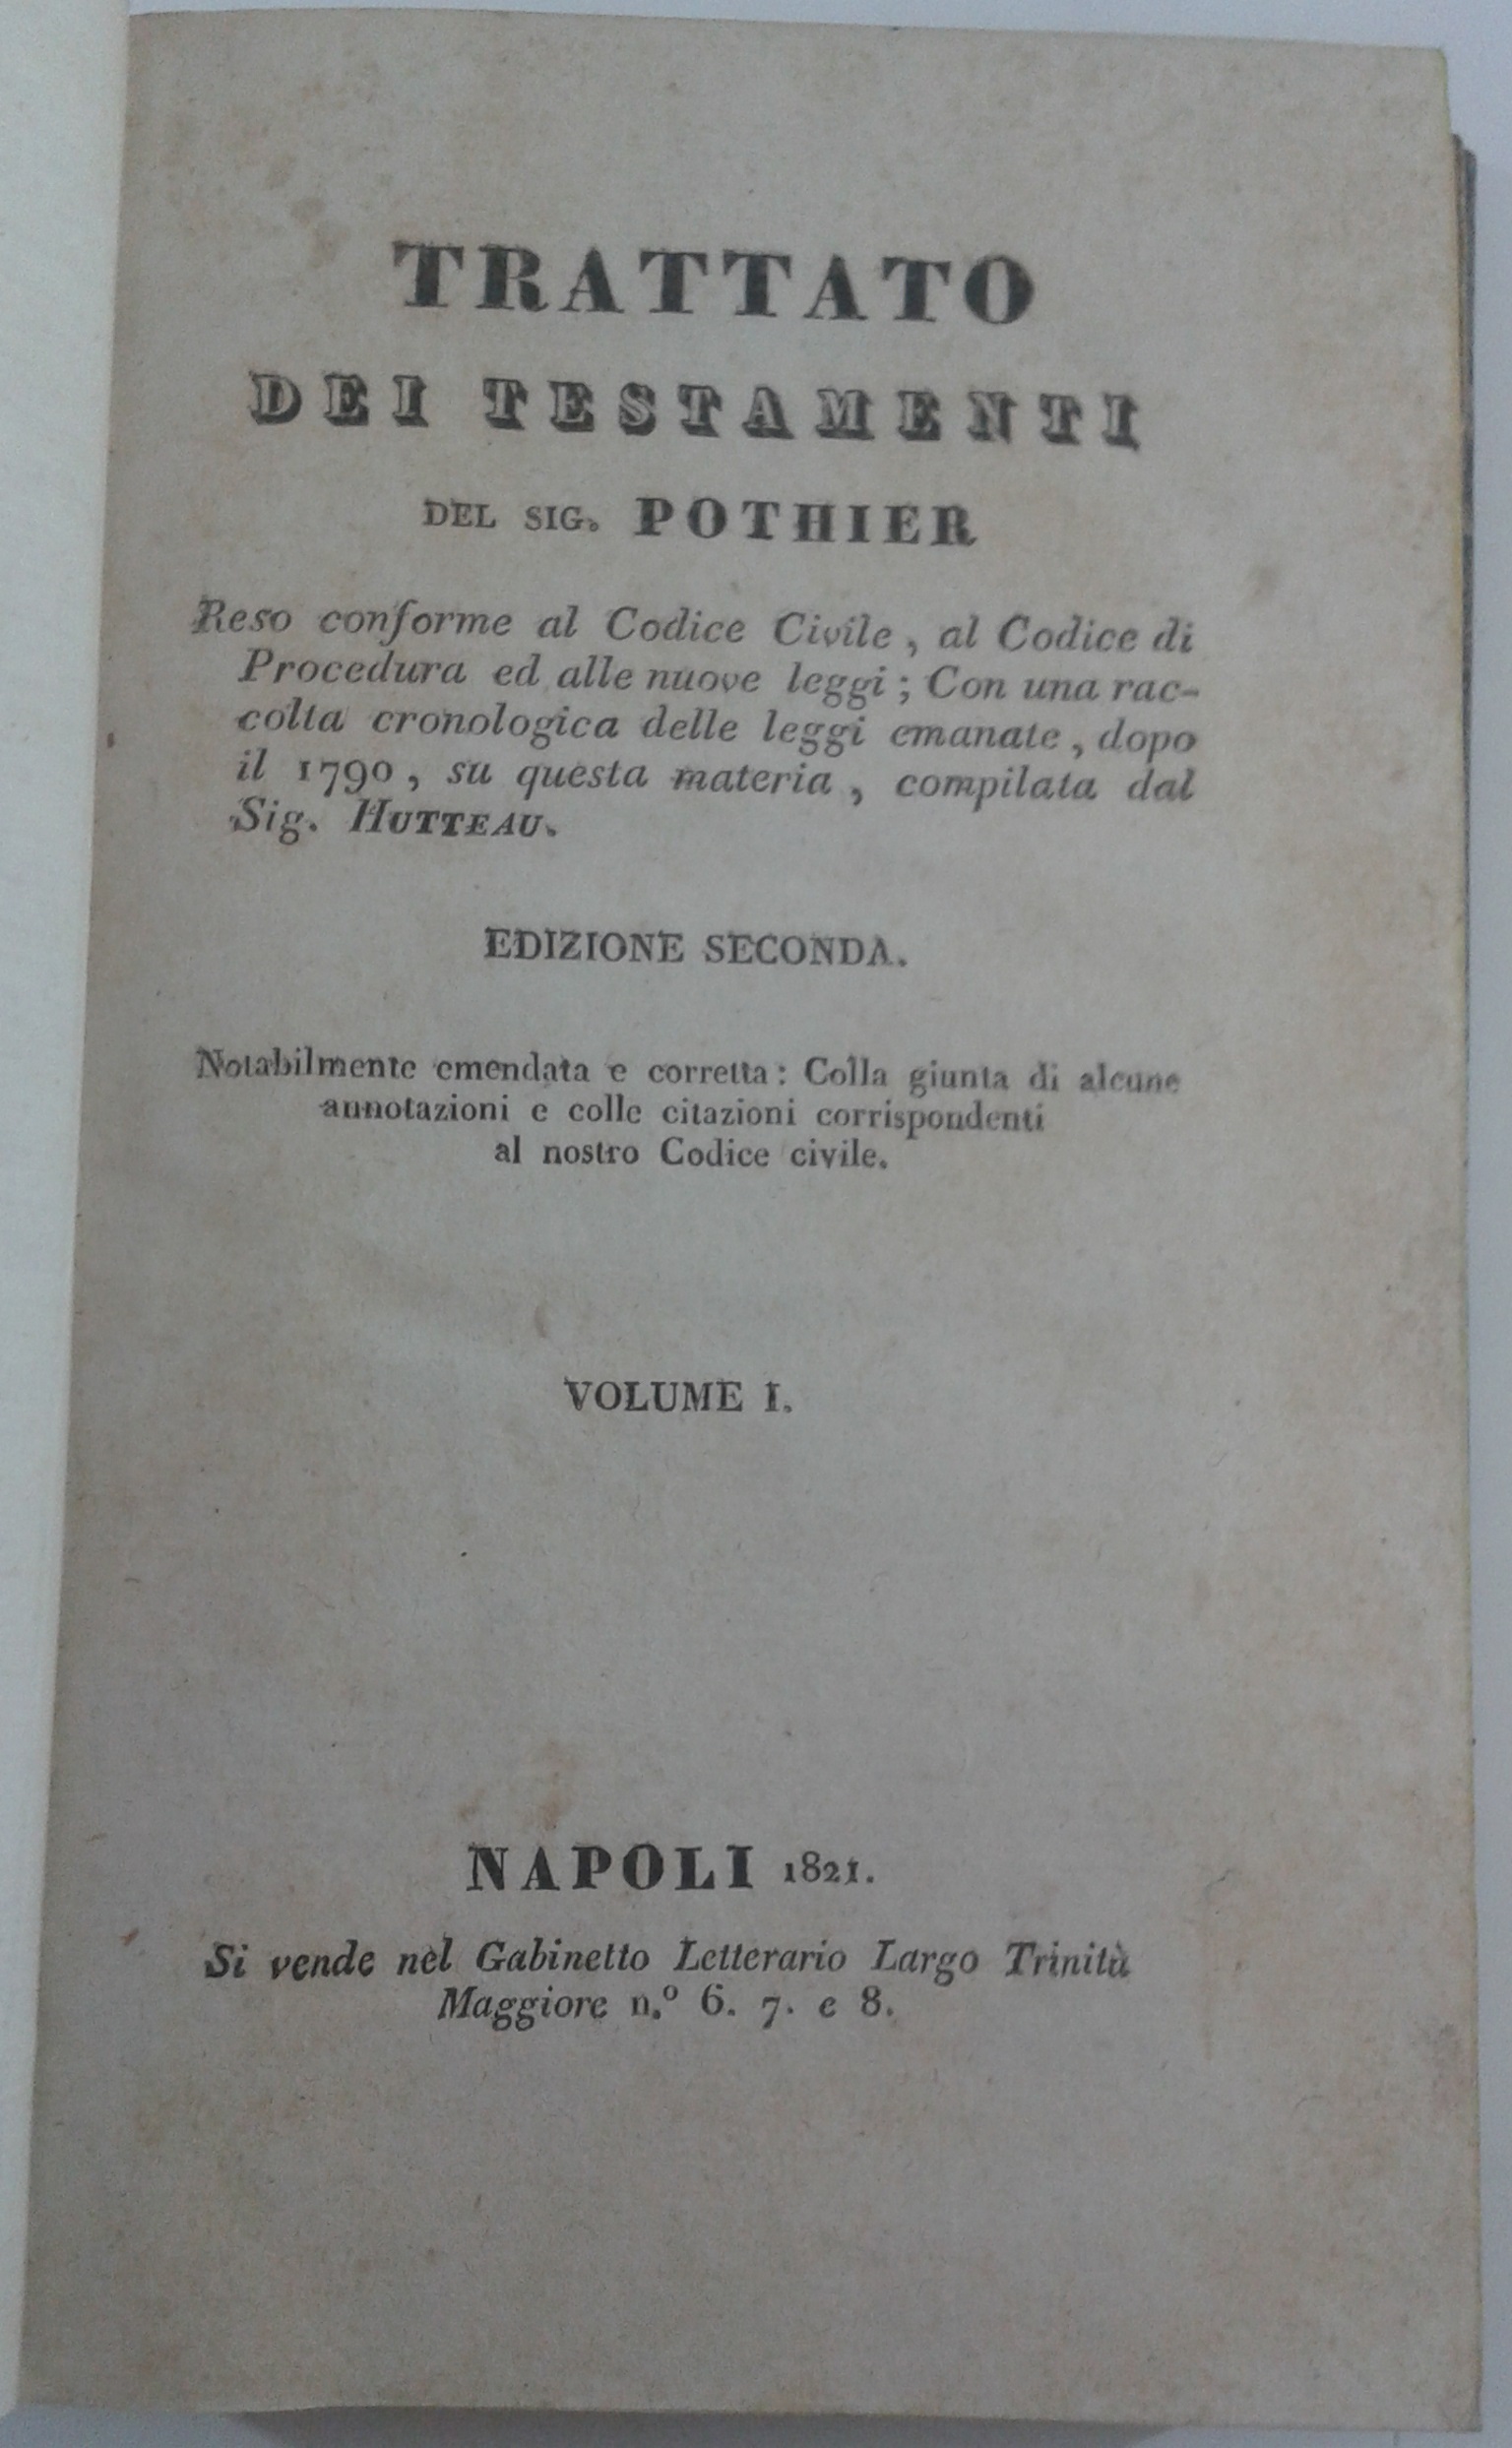 TRATTATO
DEI TESTAMENTI
DEL SIG. POTHIER
Reso conforme al Codice Civile, al Codice di
Procedura ed alle nuove leggi; Con una rac-
colta cronologica delle leggi emanate, dopo
il 1790, su questa materia, compilata dal
Sig. HUTTEAU.
EDIZIONE SECONDA.
Notabilmente emendata e corretta: Colla giunta di alcune
annotazioni e colle citazioni corrispondenti
al nostro Codice civile.
VOLUME I.
NAPOLI 1821.
Si vende nel Gabinetto Letterario Largo Trinità
Maggiore n.º 6. 7. e 8.